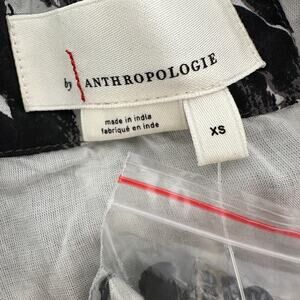 by ANTHROPOLOGIE
made in india
fabriqué en inde
XS